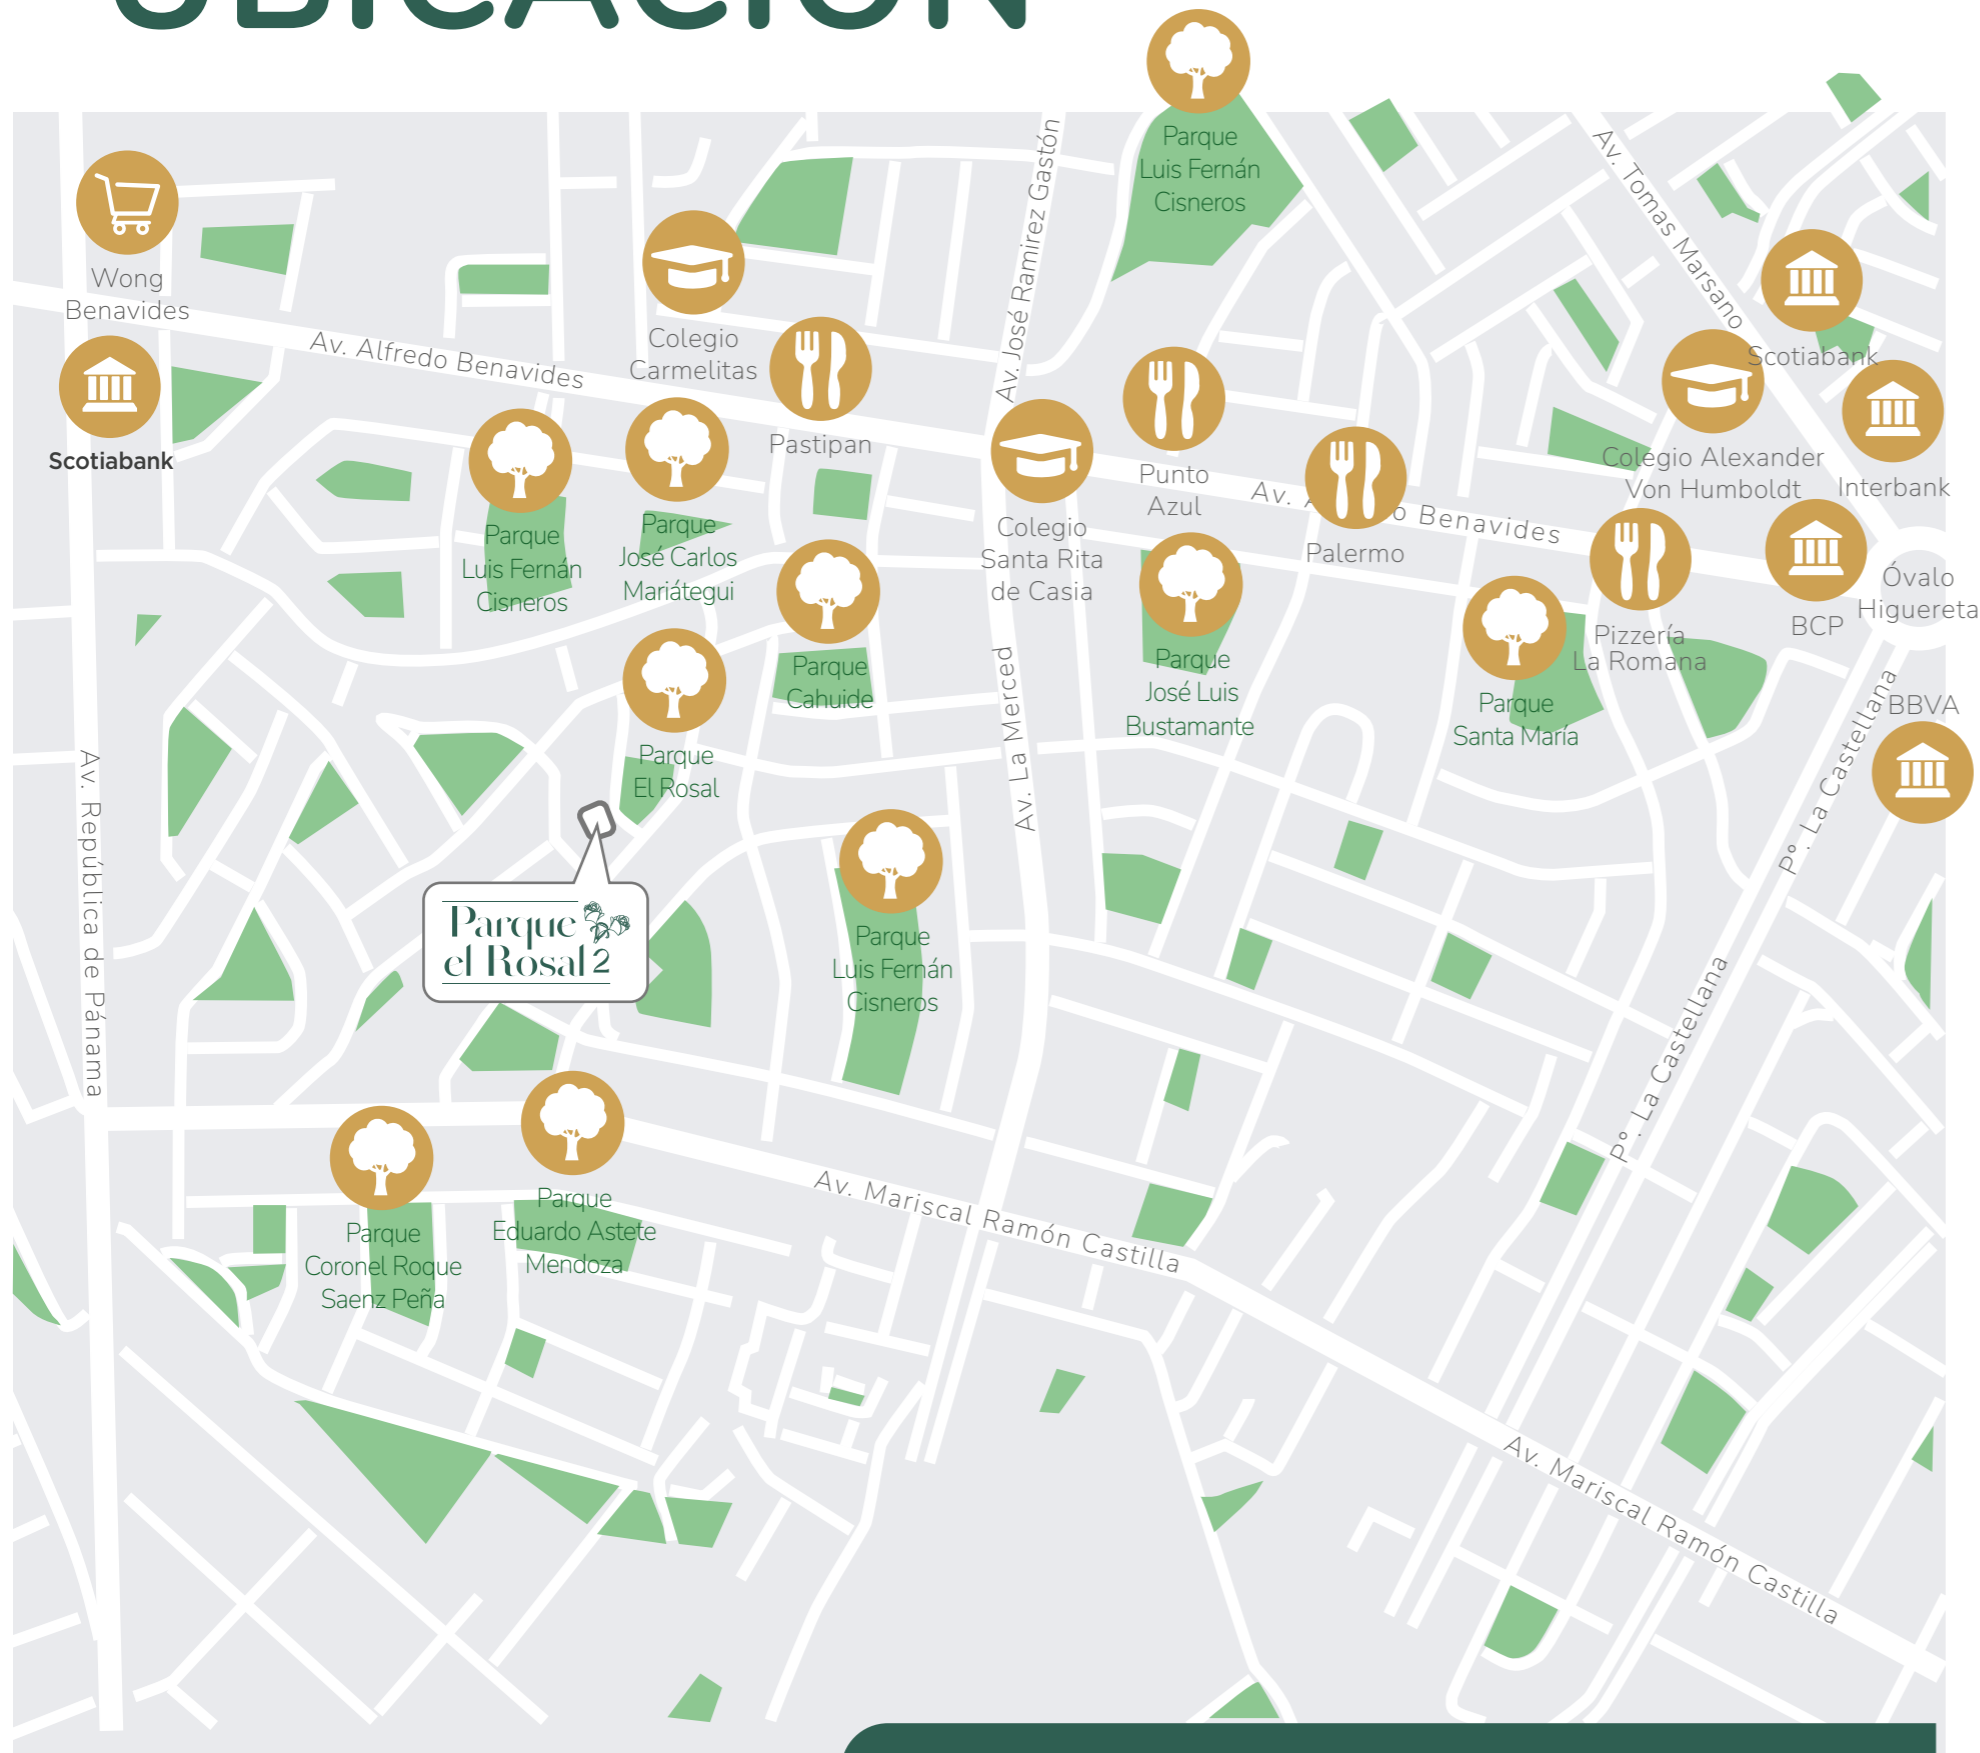 UBICACIÓN
Parque
Luis Fernán
Cisneros
Av. José Ramirez Gastón
Av. Tomas Marsano
Wong
Benavides
Scotiabank
Av. Alfredo Benavides
Colegio
Carmelitas
Pastipan
Scotiabank
Colegio
Santa Rita
de Casia
Punto
Azul
Palermo
Av. A o Benavides
Colegio Alexander
Von Humboldt
Interbank
Parque
Luis Fernán
Cisneros
Parque
José Carlos
Mariátegui
Parque
Cahuide
Parque
José Luis
Bustamante
Parque
Santa María
Pizzería
La Romana
BCP
Óvalo
Higuereta
BBVA
Pº. La Castellana
Av. La Merced
Parque
El Rosal
Av. República de Pánama
Parque
el Rosal 2
Parque
Luis Fernán
Cisneros
Pº. La Castellana
Parque
Coronel Roque
Saenz Peña
Parque
Eduardo Astete
Mendoza
Av. Mariscal Ramón Castilla
Av. Mariscal Ramón Castilla